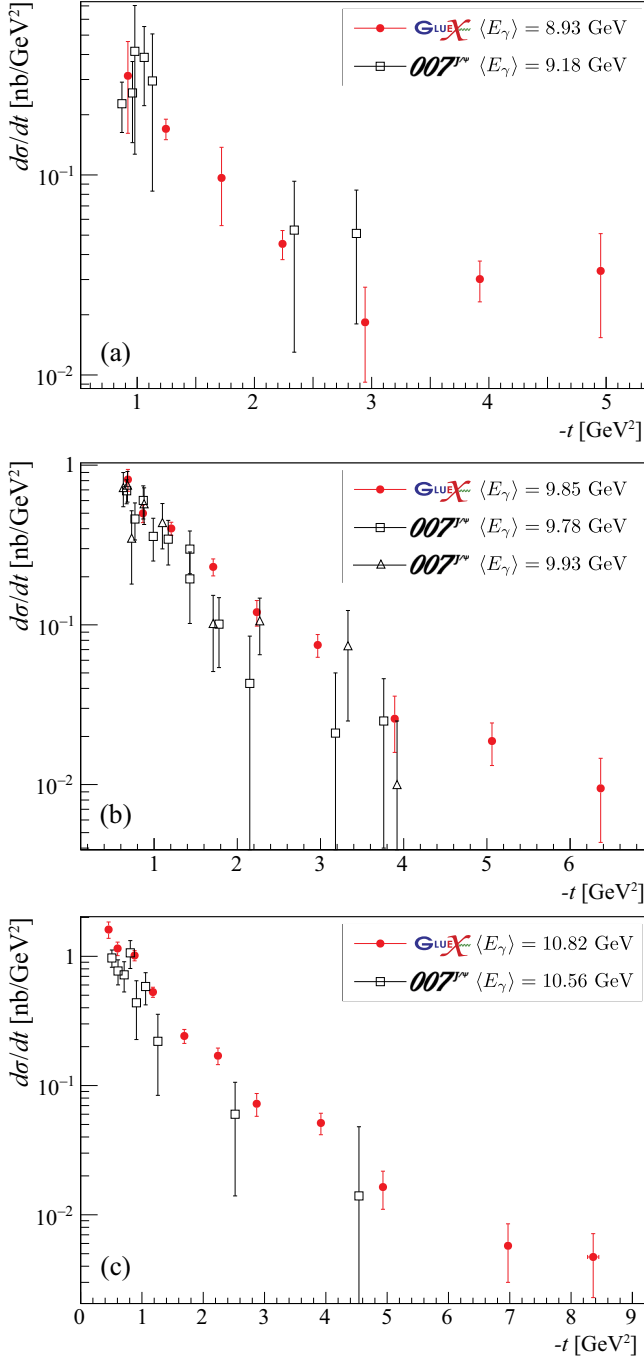 dσ/dt [nb/GeV²]
GLUEX ⟨Eγ⟩ = 8.93 GeV
007 J/ψ ⟨Eγ⟩ = 9.18 GeV
10⁻¹
10⁻²
(a)
1 2 3 4 5
-t [GeV²]
dσ/dt [nb/GeV²]
GLUEX ⟨Eγ⟩ = 9.85 GeV
007 J/ψ ⟨Eγ⟩ = 9.78 GeV
007 J/ψ ⟨Eγ⟩ = 9.93 GeV
1
10⁻¹
10⁻²
(b)
1 2 3 4 5 6
-t [GeV²]
dσ/dt [nb/GeV²]
GLUEX ⟨Eγ⟩ = 10.82 GeV
007 J/ψ ⟨Eγ⟩ = 10.56 GeV
1
10⁻¹
10⁻²
(c)
0 1 2 3 4 5 6 7 8 9
-t [GeV²]